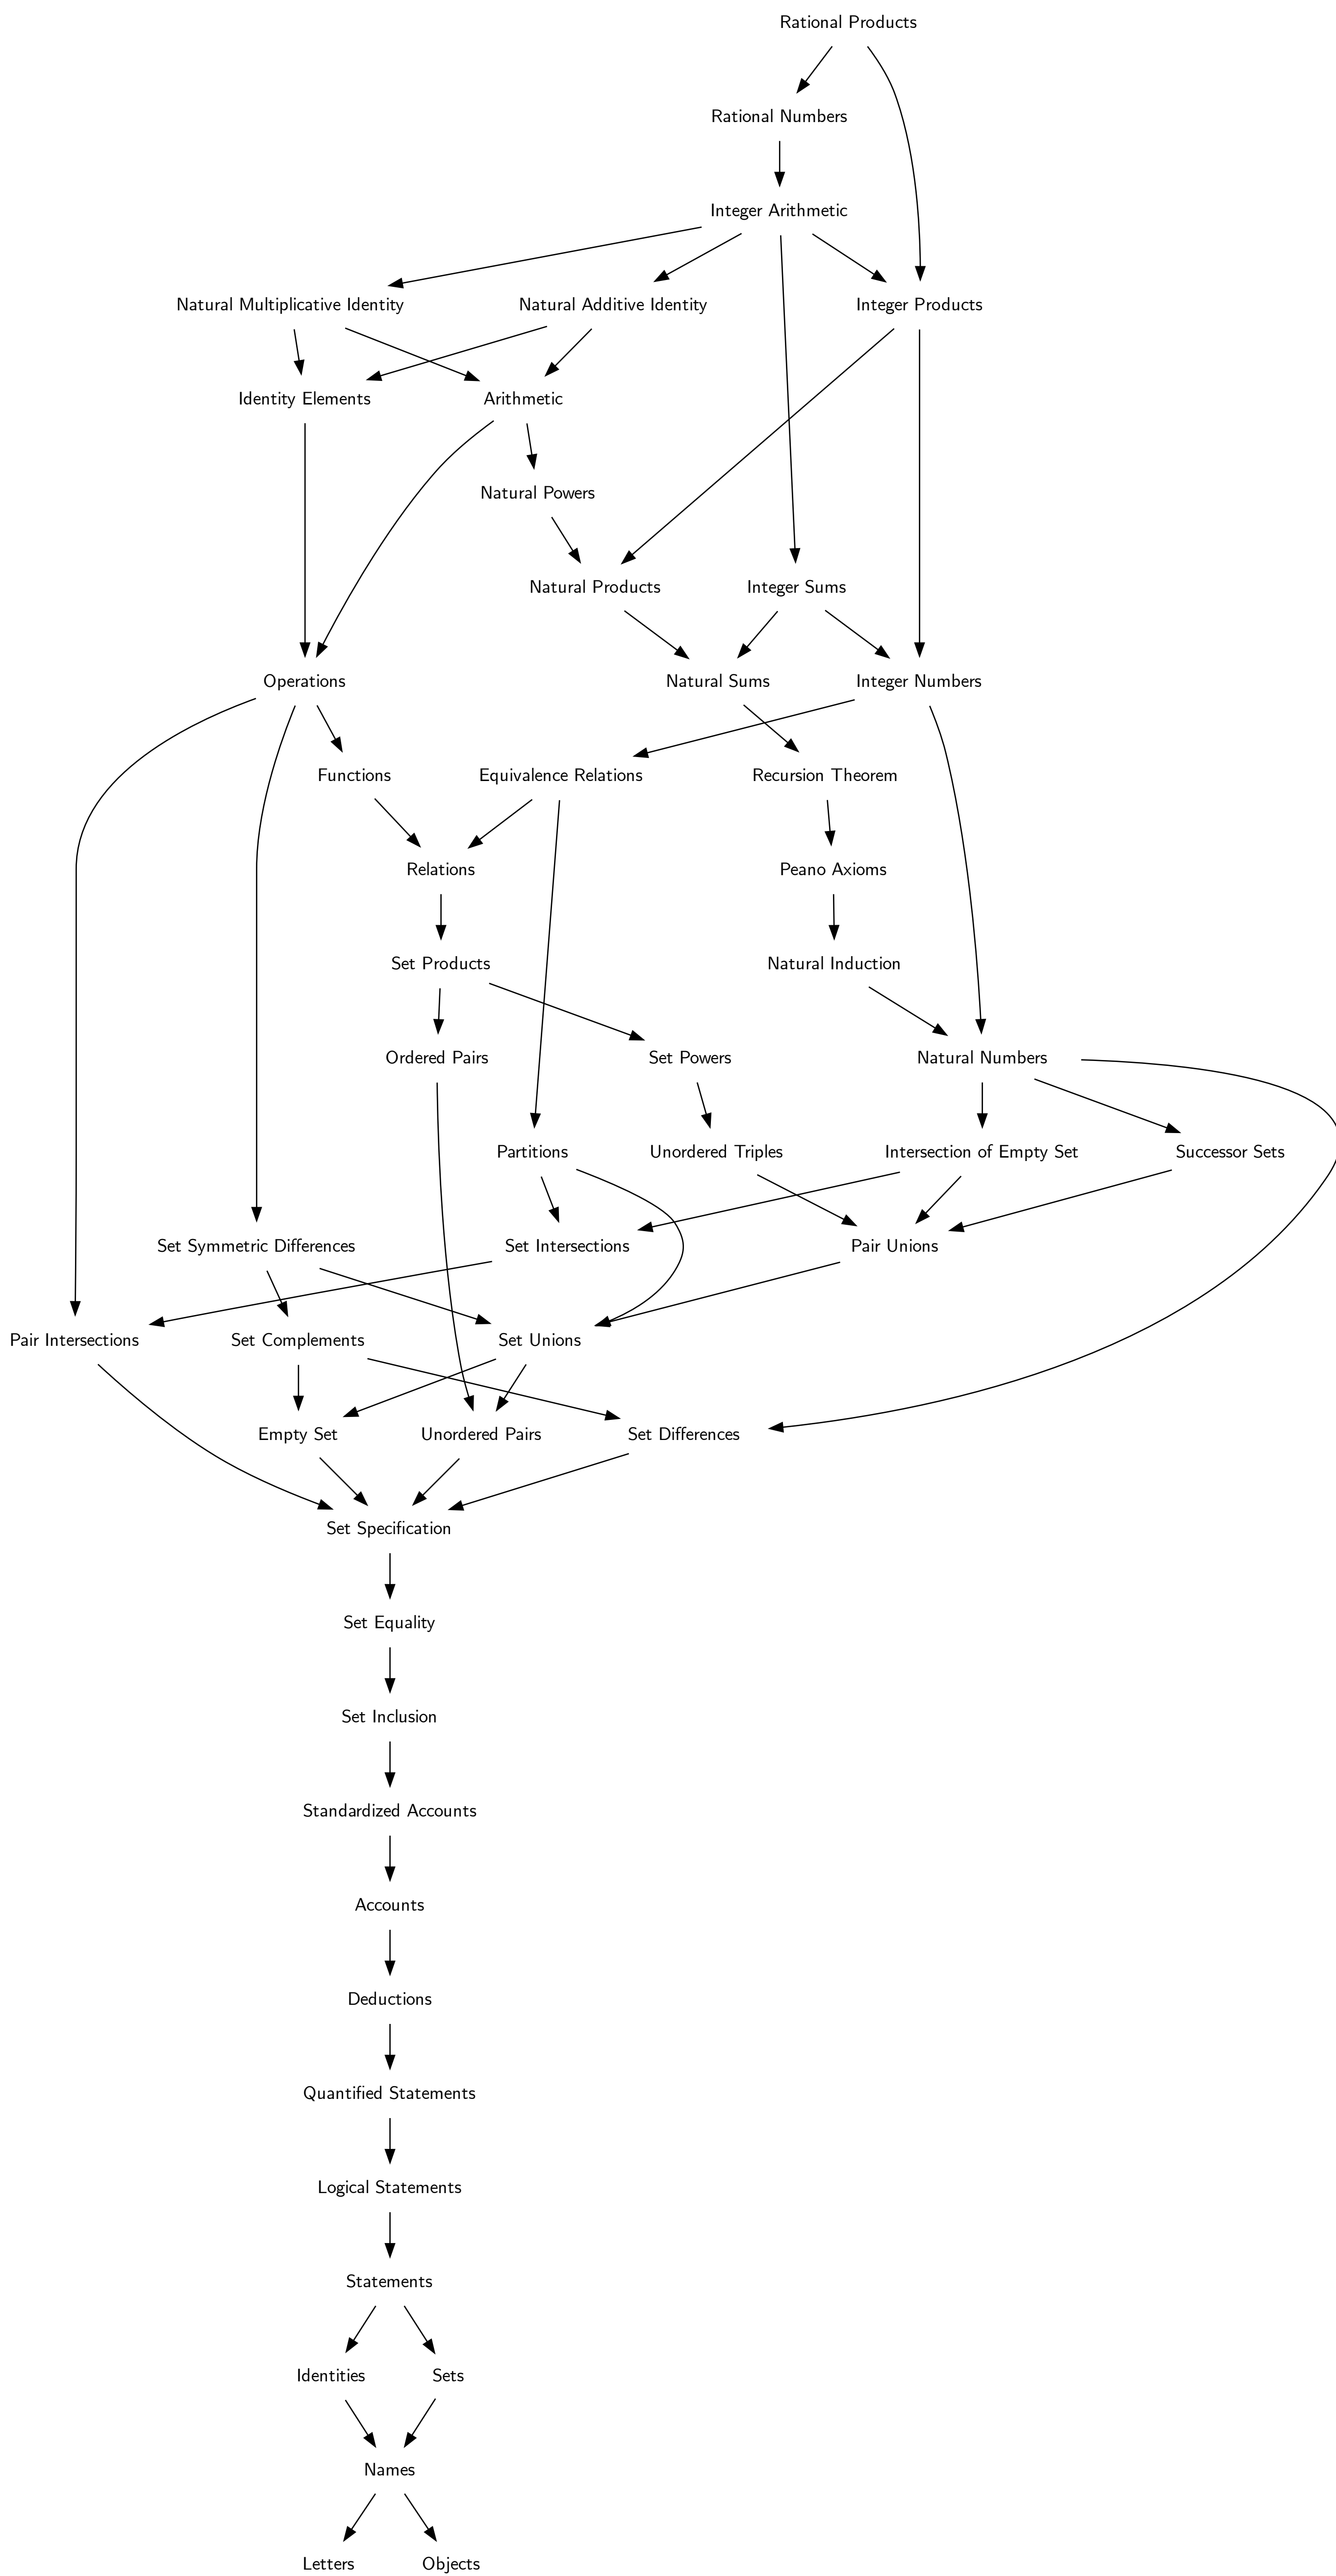 Rational Products
Rational Numbers
Integer Arithmetic
Natural Multiplicative Identity
Natural Additive Identity
Integer Products
Identity Elements
Arithmetic
Natural Powers
Natural Products
Integer Sums
Operations
Natural Sums
Integer Numbers
Functions
Equivalence Relations
Recursion Theorem
Relations
Peano Axioms
Set Products
Natural Induction
Ordered Pairs
Set Powers
Natural Numbers
Partitions
Unordered Triples
Intersection of Empty Set
Successor Sets
Set Symmetric Differences
Set Intersections
Pair Unions
Pair Intersections
Set Complements
Set Unions
Empty Set
Unordered Pairs
Set Differences
Set Specification
Set Equality
Set Inclusion
Standardized Accounts
Accounts
Deductions
Quantified Statements
Logical Statements
Statements
Identities
Sets
Names
Letters
Objects